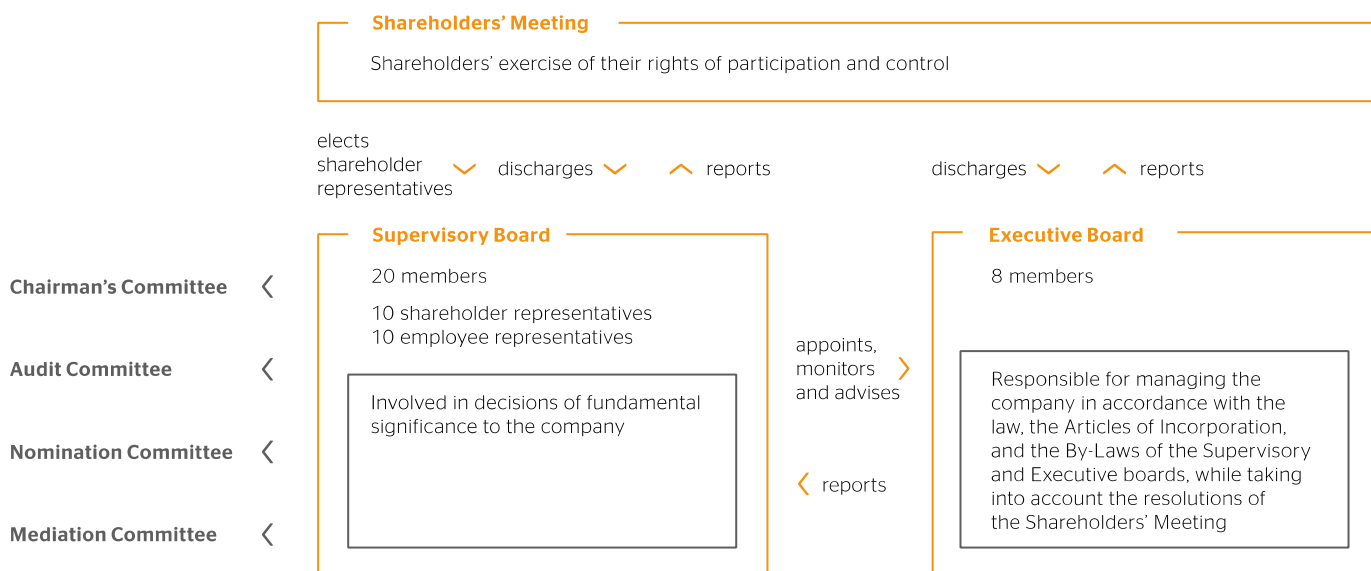 Shareholders’ Meeting
Shareholders’ exercise of their rights of participation and control
elects
shareholder
representatives
discharges
reports
discharges
reports
Chairman’s Committee
Audit Committee
Nomination Committee
Mediation Committee
Supervisory Board
20 members
10 shareholder representatives
10 employee representatives
Involved in decisions of fundamental
significance to the company
appoints,
monitors
and advises
reports
Executive Board
8 members
Responsible for managing the
company in accordance with the
law, the Articles of Incorporation,
and the By-Laws of the Supervisory
and Executive boards, while taking
into account the resolutions of
the Shareholders’ Meeting